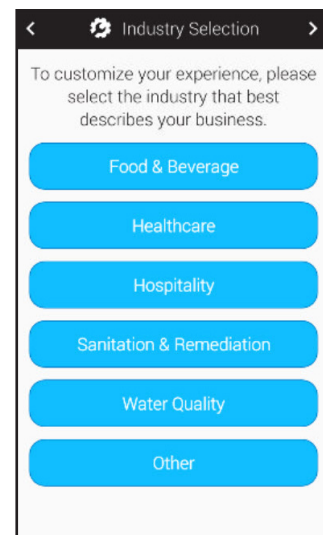 Industry Selection
To customize your experience, please
select the industry that best
describes your business.
Food & Beverage
Healthcare
Hospitality
Sanitation & Remediation
Water Quality
Other